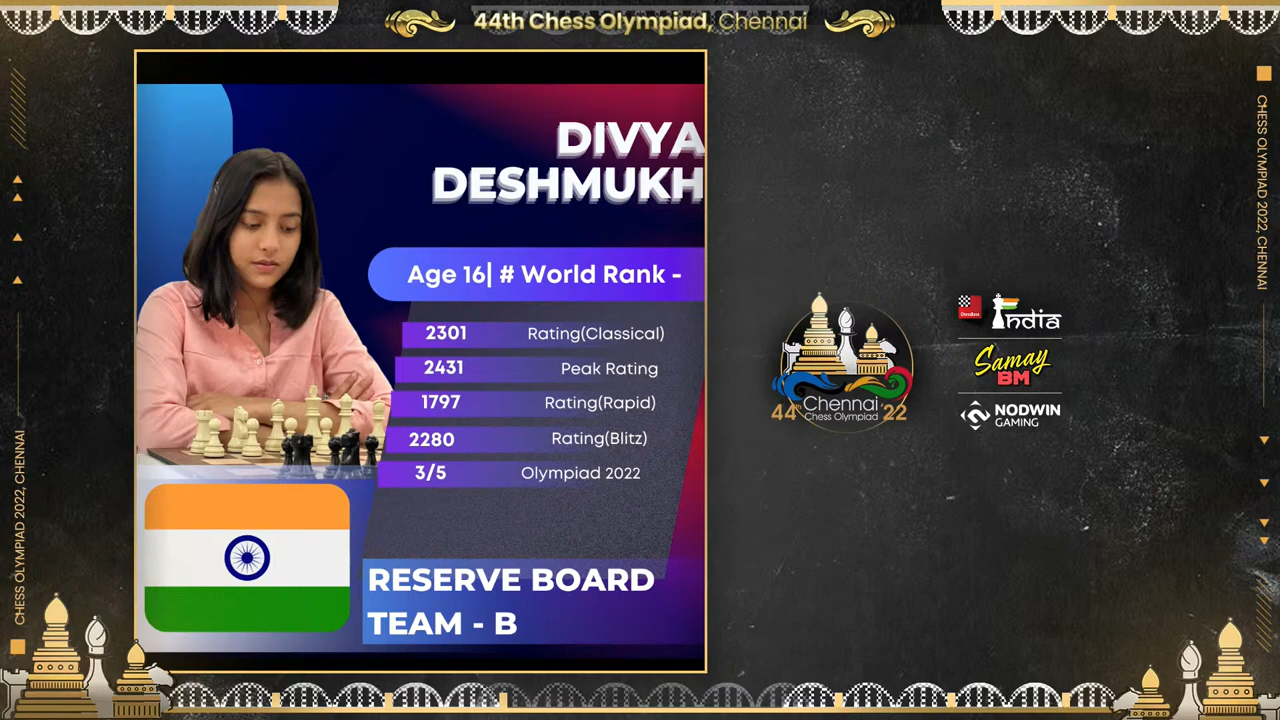 44th Chess Olympiad, Chennai
DIVYA
DESHMUKH
Age 16| # World Rank -
2301 Rating(Classical)
2431 Peak Rating
1797 Rating(Rapid)
2280 Rating(Blitz)
3/5 Olympiad 2022
RESERVE BOARD
TEAM - B
44th Chennai '22
Chess Olympiad
ChessBase
India
Samay
BM
NODWIN
GAMING
CHESS OLYMPIAD 2022, CHENNAI
CHESS OLYMPIAD 2022, CHENNAI